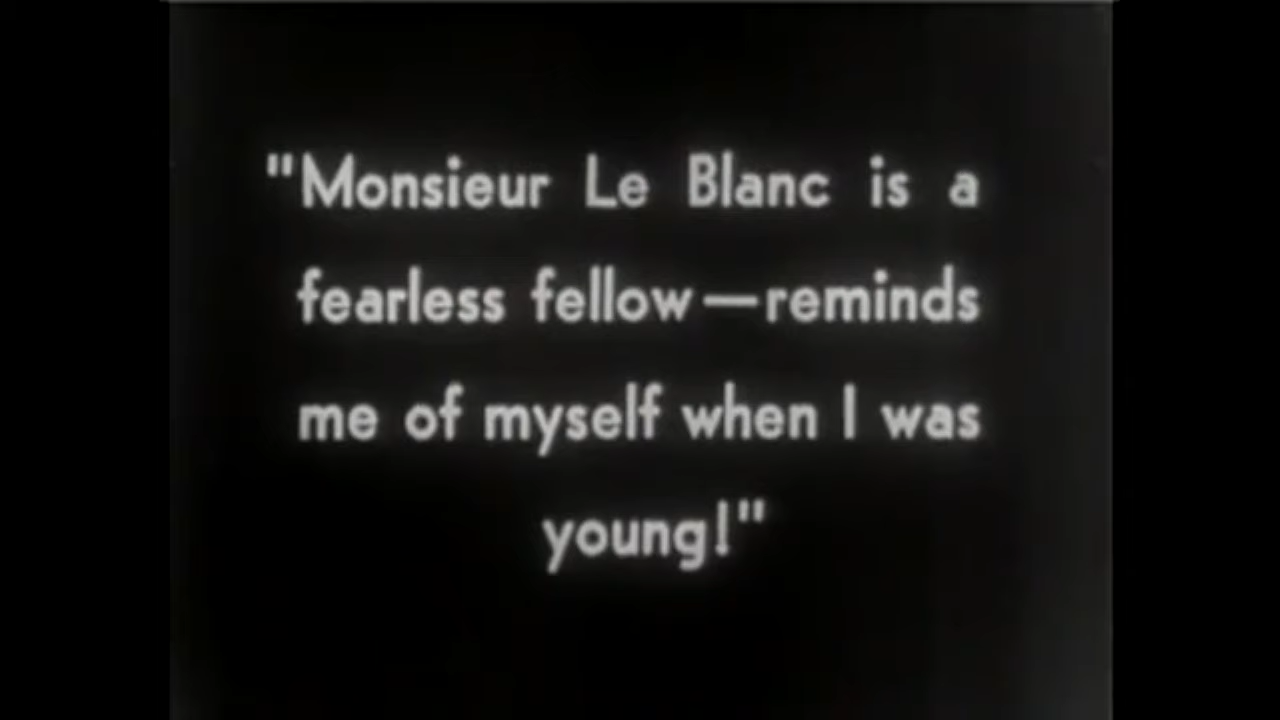 "Monsieur Le Blanc is a
fearless fellow—reminds
me of myself when I was
young!"